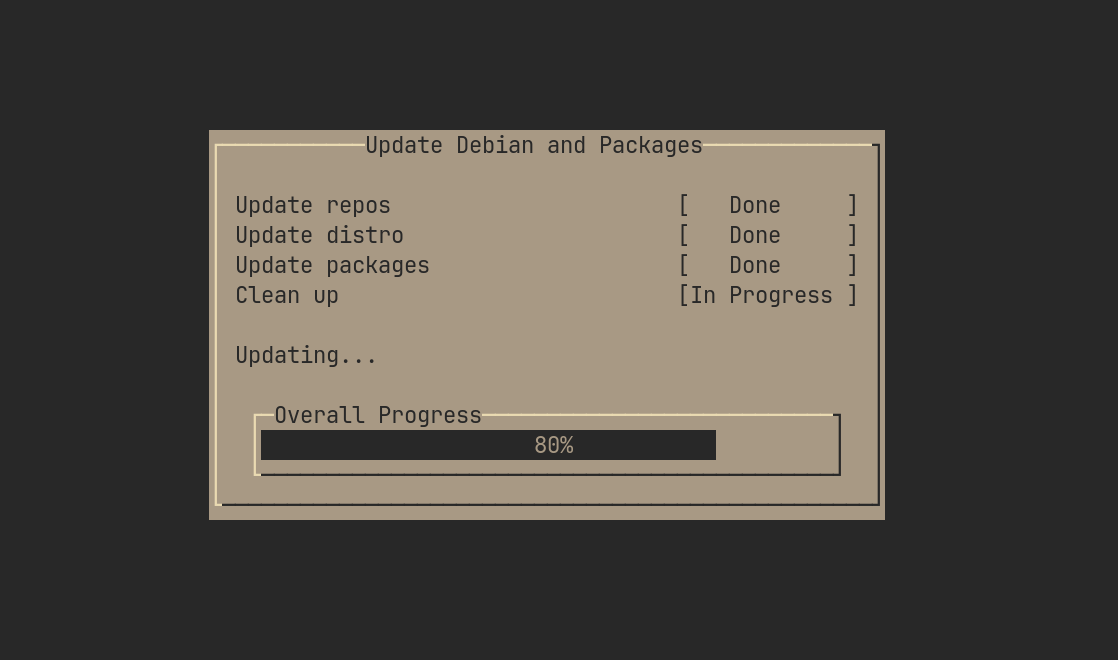 Update Debian and Packages
Update repos [ Done ]
Update distro [ Done ]
Update packages [ Done ]
Clean up [In Progress ]
Updating...
Overall Progress
80%